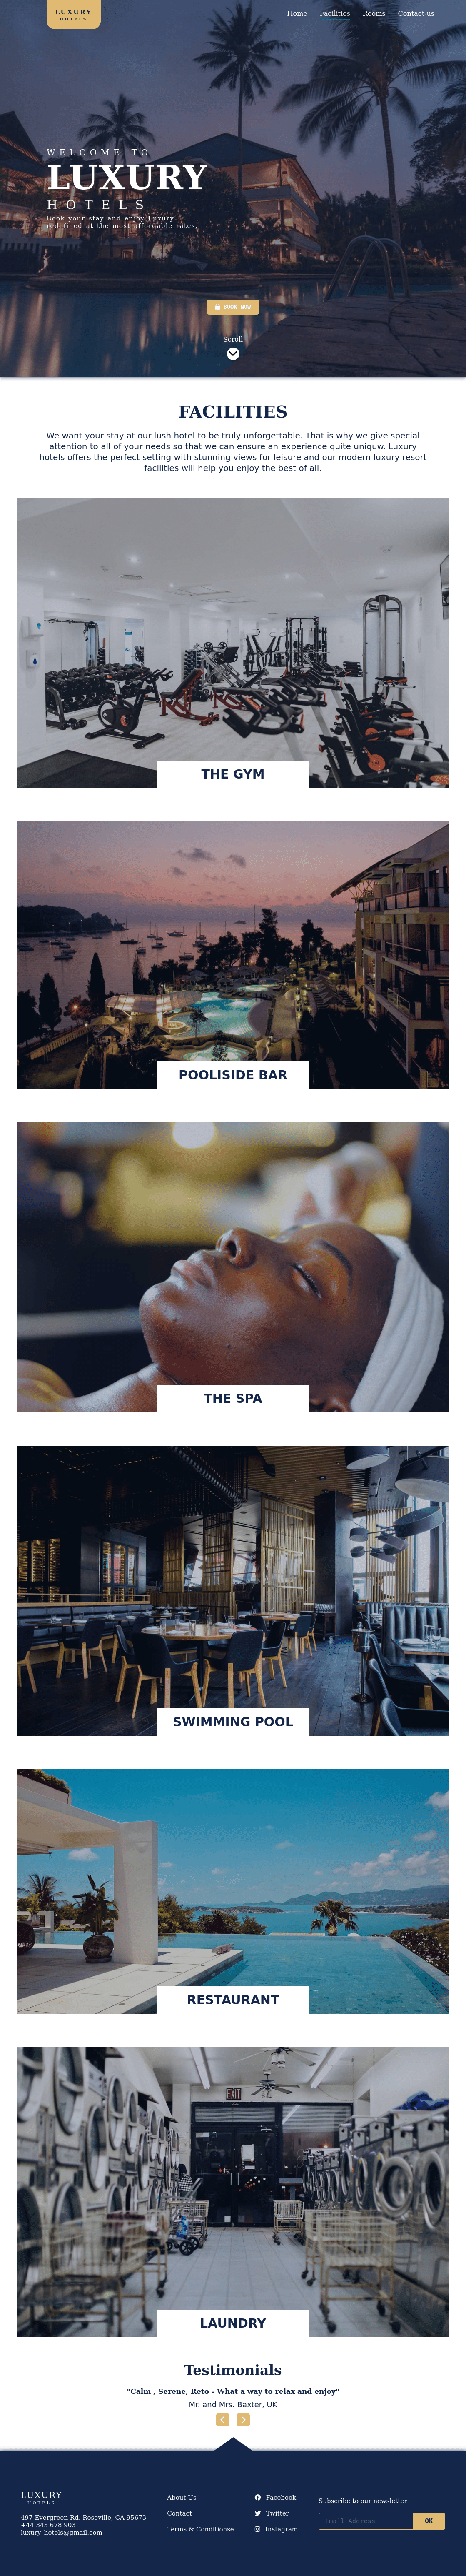 LUXURY
HOTELS
Home Facilities Rooms Contact-us
WELCOME TO
LUXURY
HOTELS
Book your stay and enjoy Luxury
redefined at the most affordable rates.
BOOK NOW
Scroll
FACILITIES
We want your stay at our lush hotel to be truly unforgettable. That is why we give special
attention to all of your needs so that we can ensure an experience quite uniquw. Luxury
hotels offers the perfect setting with stunning views for leisure and our modern luxury resort
facilities will help you enjoy the best of all.
THE GYM
POOLISIDE BAR
THE SPA
SWIMMING POOL
RESTAURANT
EXIT
LAUNDRY
Testimonials
"Calm , Serene, Reto - What a way to relax and enjoy"
Mr. and Mrs. Baxter, UK
LUXURY
HOTELS
497 Evergreen Rd. Roseville, CA 95673
+44 345 678 903
luxury_hotels@gmail.com
About Us
Contact
Terms & Conditionse
Facebook
Twitter
Instagram
Subscribe to our newsletter
Email Address OK